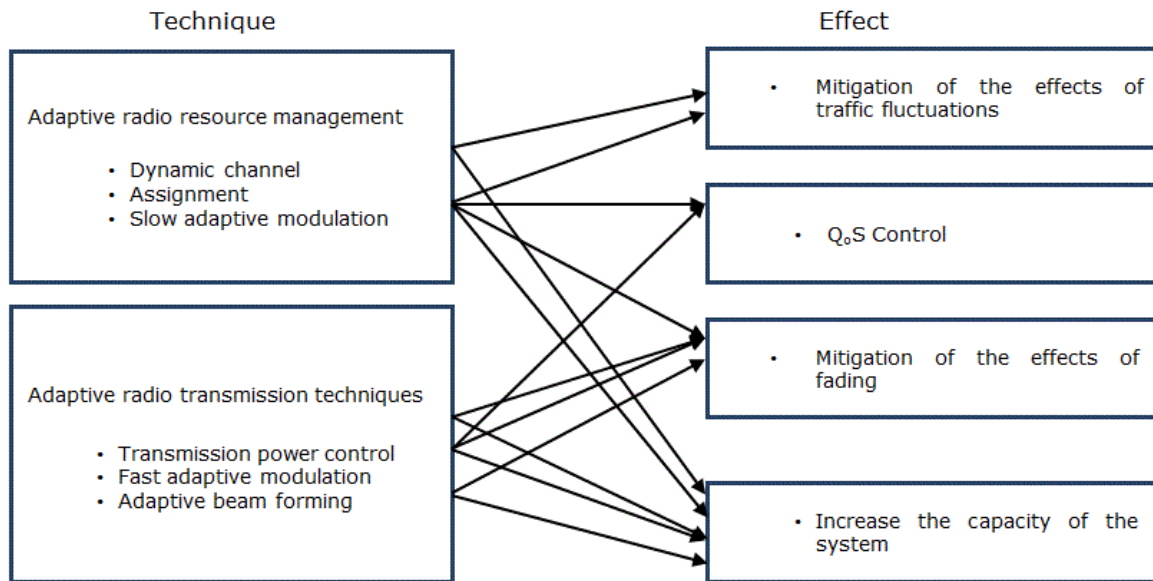 Technique
Adaptive radio resource management
• Dynamic channel
• Assignment
• Slow adaptive modulation
Adaptive radio transmission techniques
• Transmission power control
• Fast adaptive modulation
• Adaptive beam forming
Effect
• Mitigation of the effects of
traffic fluctuations
• QₒS Control
• Mitigation of the effects of
fading
• Increase the capacity of the
system